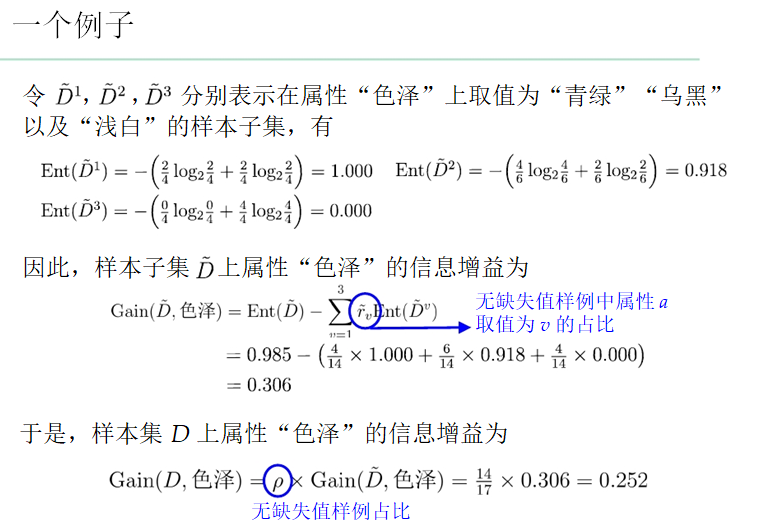 一个例子
令 D̃¹, D̃² , D̃³ 分别表示在属性“色泽”上取值为“青绿”“乌黑”
以及“浅白”的样本子集，有
Ent(D̃¹) = −(2/4 log₂ 2/4 + 2/4 log₂ 2/4) = 1.000 Ent(D̃²) = −(4/6 log₂ 4/6 + 2/6 log₂ 2/6) = 0.918
Ent(D̃³) = −(0/4 log₂ 0/4 + 4/4 log₂ 4/4) = 0.000
因此，样本子集 D̃ 上属性“色泽”的信息增益为
Gain(D̃, 色泽) = Ent(D̃) − ∑_{v=1}^{3} r̃ᵥ Ent(D̃ᵛ)
无缺失值样例中属性 a
取值为 v 的占比
= 0.985 − (4/14 × 1.000 + 6/14 × 0.918 + 4/14 × 0.000)
= 0.306
于是，样本集 D 上属性“色泽”的信息增益为
Gain(D, 色泽) = ρ × Gain(D̃, 色泽) = 14/17 × 0.306 = 0.252
无缺失值样例占比